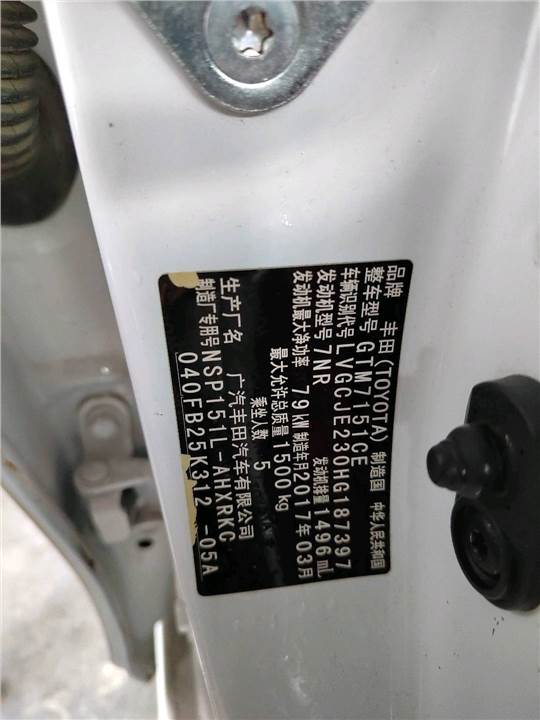 品牌 丰田(TOYOTA) 制造国 中华人民共和国
整车型号 GTM7151CE
车辆识别代号 LVGCJE230HG187397
发动机型号 7NR 发动机排量 1496 mL
发动机最大净功率 79 kW 制造年月 2017年03月
最大允许总质量 1500 kg
乘坐人数 5
生产厂名 广汽丰田汽车有限公司
制造厂专用号 NSP151L-AHXRKC
040FB25K312 -05A